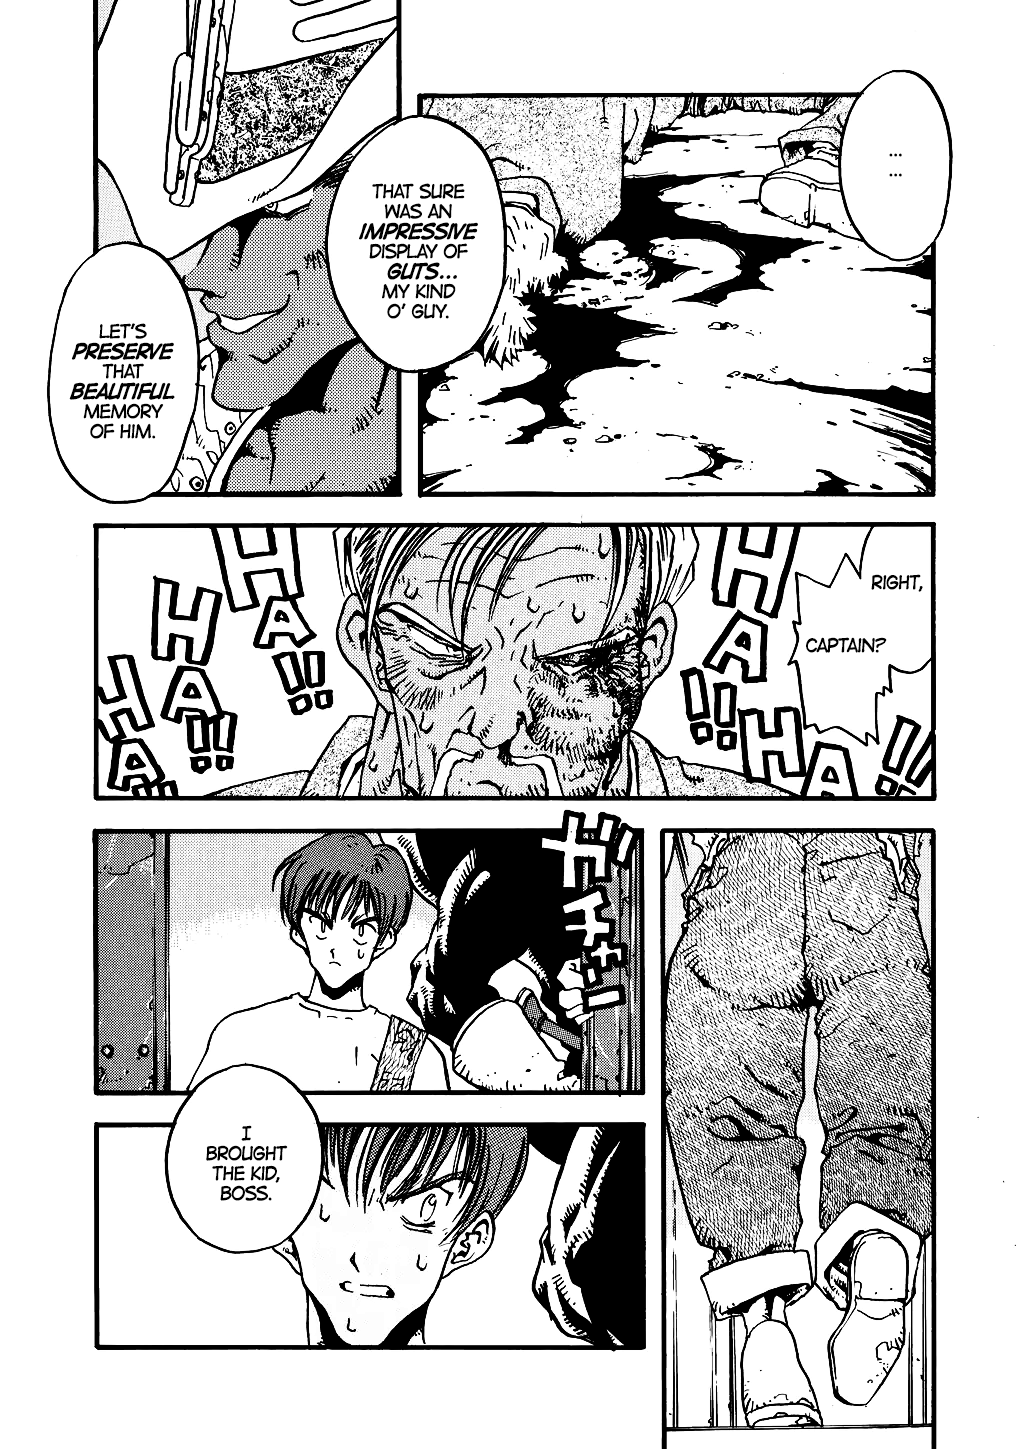 ...
...
THAT SURE
WAS AN
IMPRESSIVE
DISPLAY OF
GUTS...
MY KIND
O' GUY.
LET'S
PRESERVE
THAT
BEAUTIFUL
MEMORY
OF HIM.
RIGHT,
CAPTAIN?
HA!!
HA!!
HA!!
HA!!
HA!!
ガチャー!!
I
BROUGHT
THE KID,
BOSS.